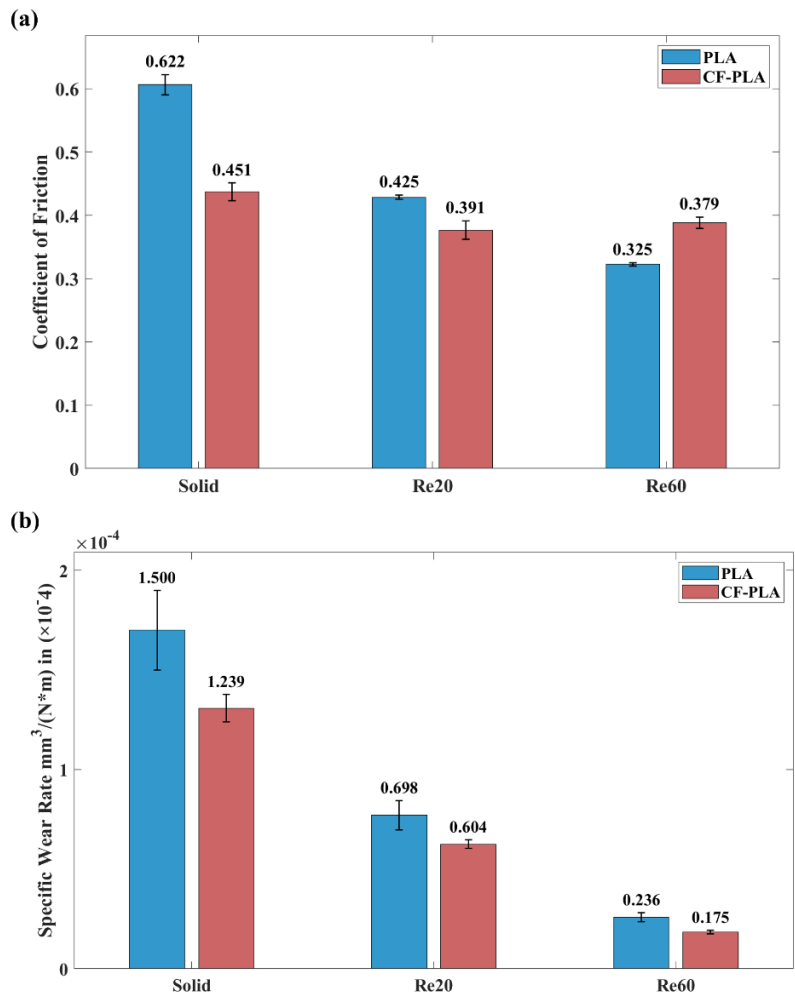 (a)
PLA
CF-PLA
Coefficient of Friction
0.6
0.5
0.4
0.3
0.2
0.1
0
0.622
0.451
0.425
0.391
0.325
0.379
Solid
Re20
Re60
(b)
×10⁻⁴
PLA
CF-PLA
Specific Wear Rate mm³/(N*m) in (×10⁻4)
2
1
0
1.500
1.239
0.698
0.604
0.236
0.175
Solid
Re20
Re60